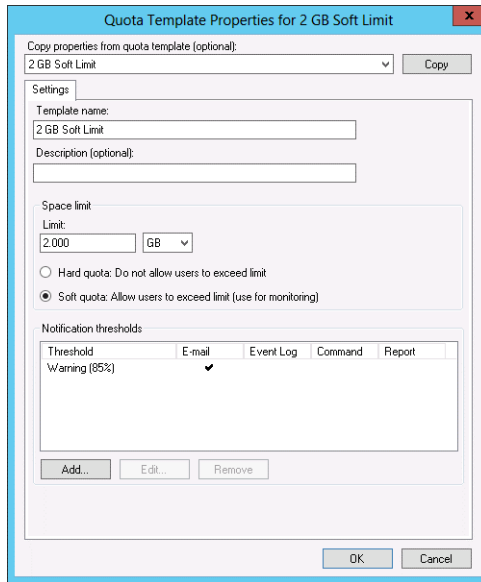 Quota Template Properties for 2 GB Soft Limit
x
Copy properties from quota template (optional):
2 GB Soft Limit
Copy
Settings
Template name:
2 GB Soft Limit
Description (optional):
Space limit
Limit:
2.000 GB
Hard quota: Do not allow users to exceed limit
Soft quota: Allow users to exceed limit (use for monitoring)
Notification thresholds
Threshold E-mail Event Log Command Report
Warning (85%)
Add... Edit... Remove
OK Cancel